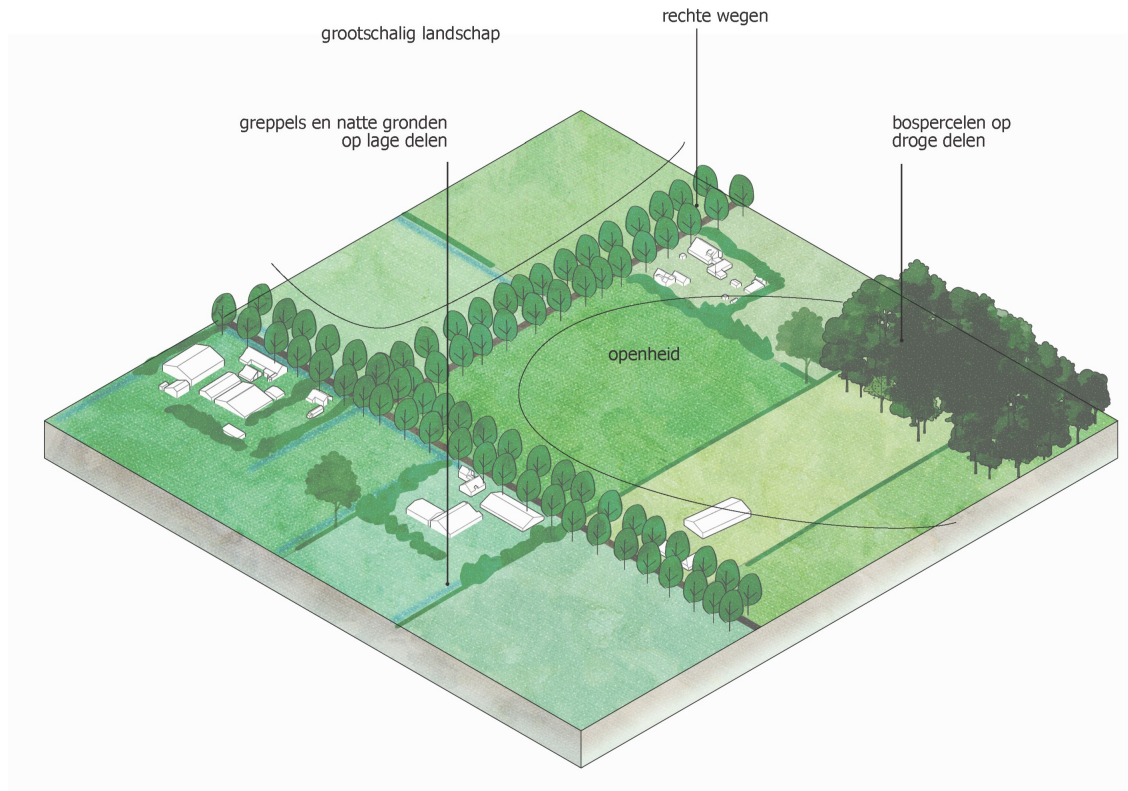 rechte wegen
grootschalig landschap
greppels en natte gronden
op lage delen
bospercelen op
droge delen
openheid